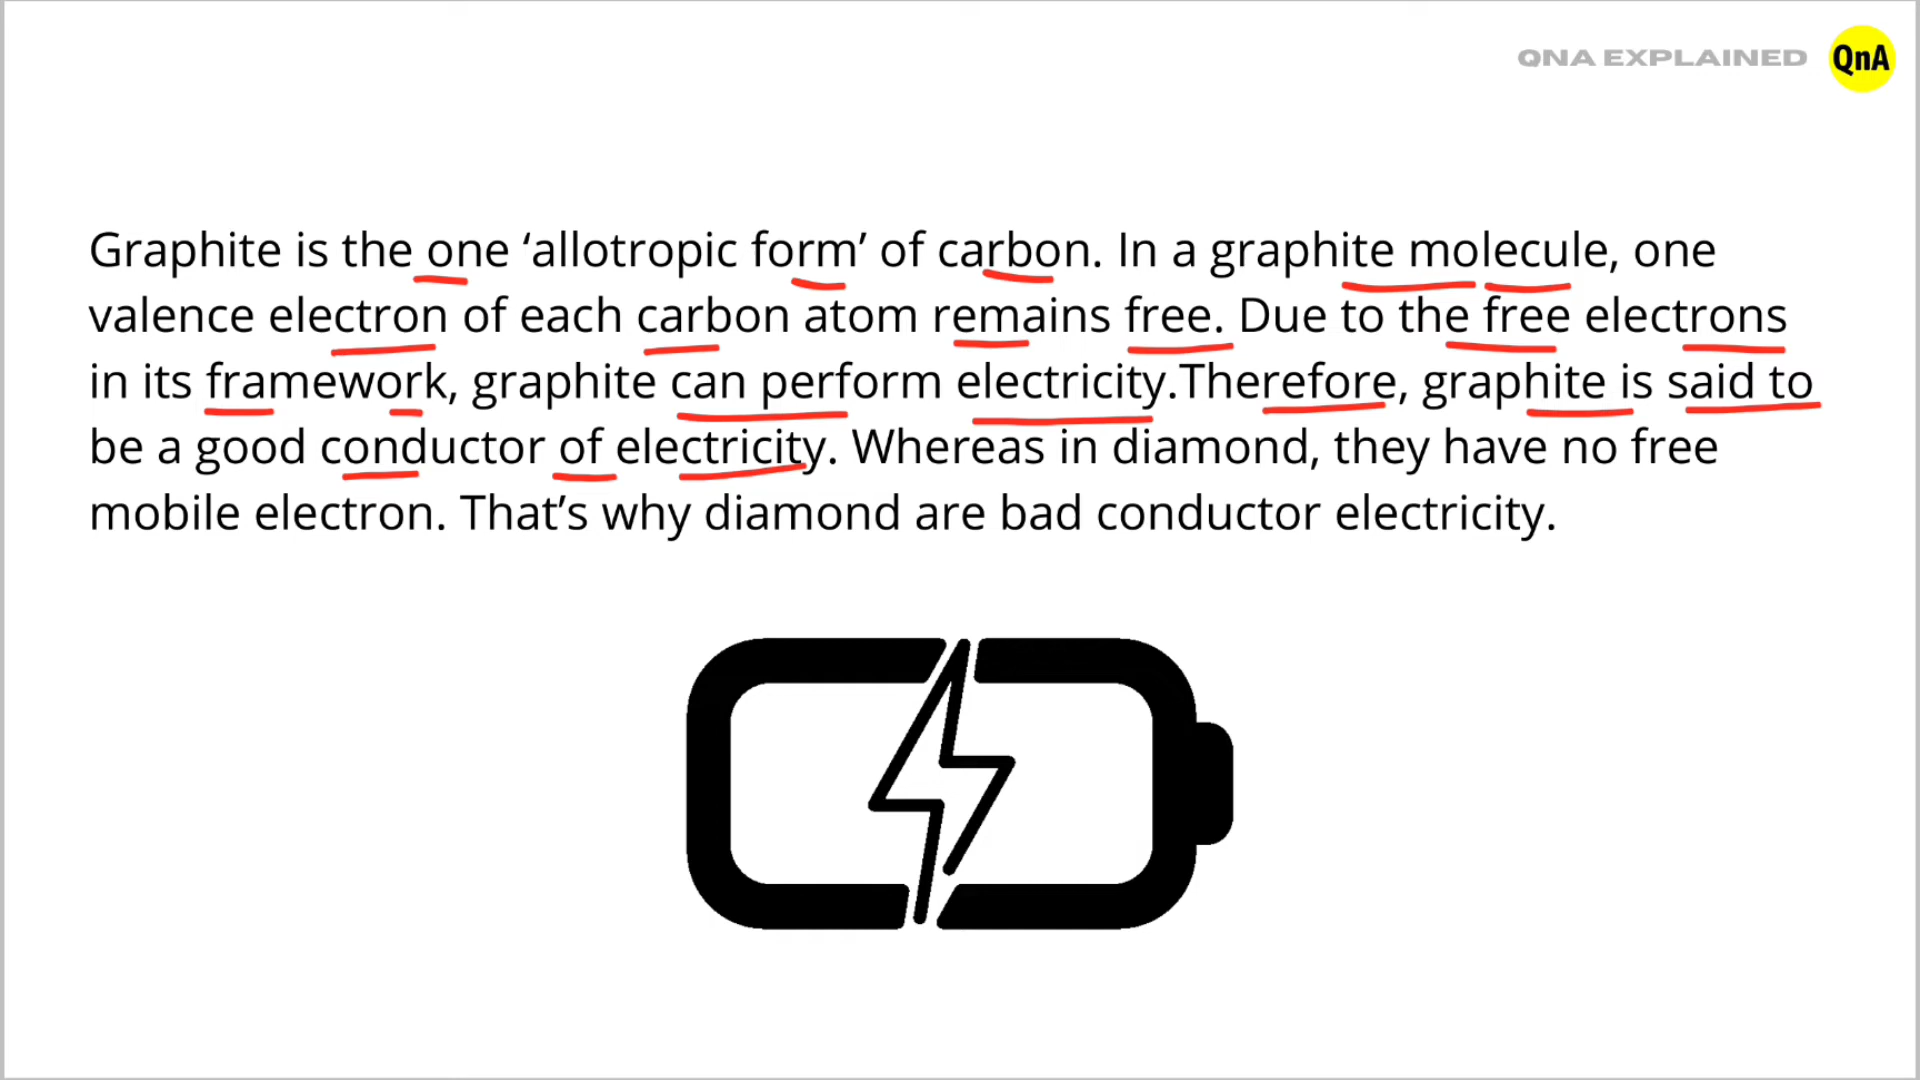 QNA EXPLAINED QnA
Graphite is the one ‘allotropic form’ of carbon. In a graphite molecule, one
valence electron of each carbon atom remains free. Due to the free electrons
in its framework, graphite can perform electricity.Therefore, graphite is said to
be a good conductor of electricity. Whereas in diamond, they have no free
mobile electron. That’s why diamond are bad conductor electricity.